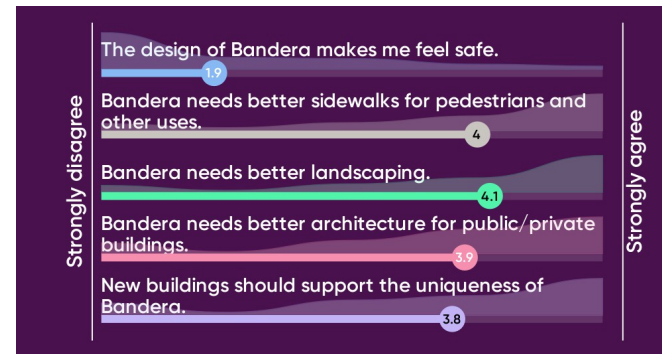 Strongly disagree
The design of Bandera makes me feel safe.
1.9
Bandera needs better sidewalks for pedestrians and
other uses.
4
Bandera needs better landscaping.
4.1
Bandera needs better architecture for public/private
buildings.
3.9
New buildings should support the uniqueness of
Bandera.
3.8
Strongly agree